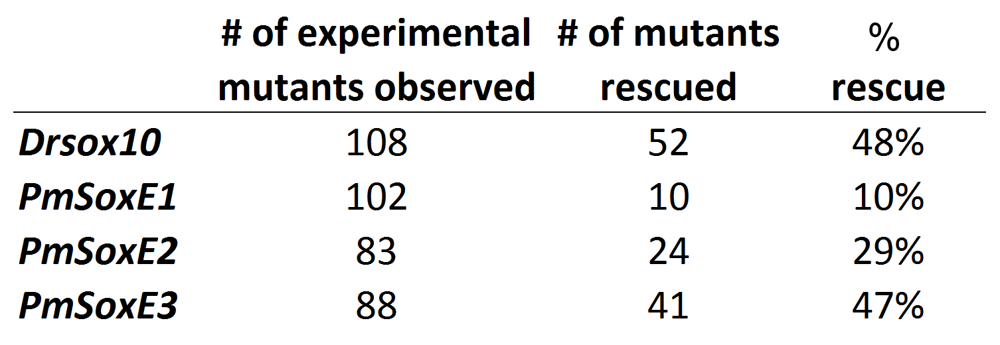 # of experimental # of mutants %
mutants observed rescued rescue
Drsox10 108 52 48%
PmSoxE1 102 10 10%
PmSoxE2 83 24 29%
PmSoxE3 88 41 47%